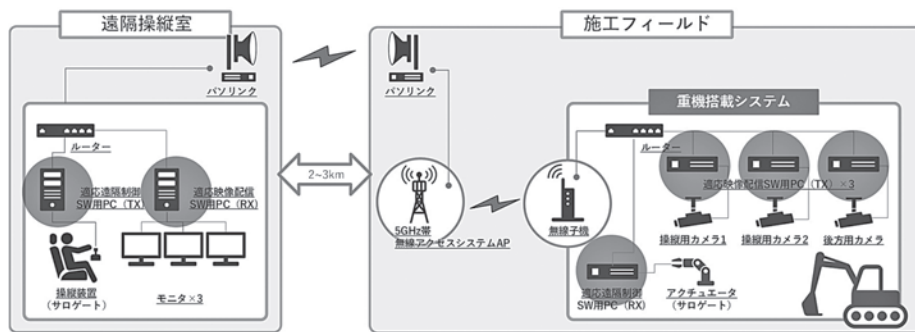 遠隔操縦室
パソリンク
ルーター
適応遠隔制御
SW用PC（TX）
適応映像配信
SW用PC（RX）
操縦装置
（サロゲート）
モニタ×3
2~3km
施工フィールド
パソリンク
5GHz帯
無線アクセスシステムAP
無線子機
重機搭載システム
ルーター
適応映像配信SW用PC（TX）×3
操縦用カメラ1
操縦用カメラ2
後方用カメラ
適応遠隔制御
SW用PC（RX）
アクチュエータ
（サロゲート）